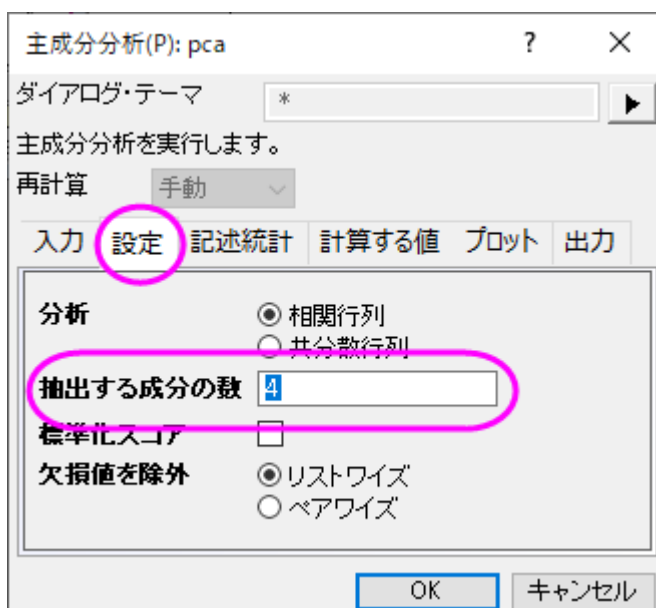 主成分分析(P): pca ? ×
ダイアログ・テーマ *
主成分分析を実行します。
再計算 手動
入力 設定 記述統計 計算する値 プロット 出力
分析 相関行列
共分散行列
抽出する成分の数 4
標準化スコア
欠損値を除外 リストワイズ
ペアワイズ
OK キャンセル